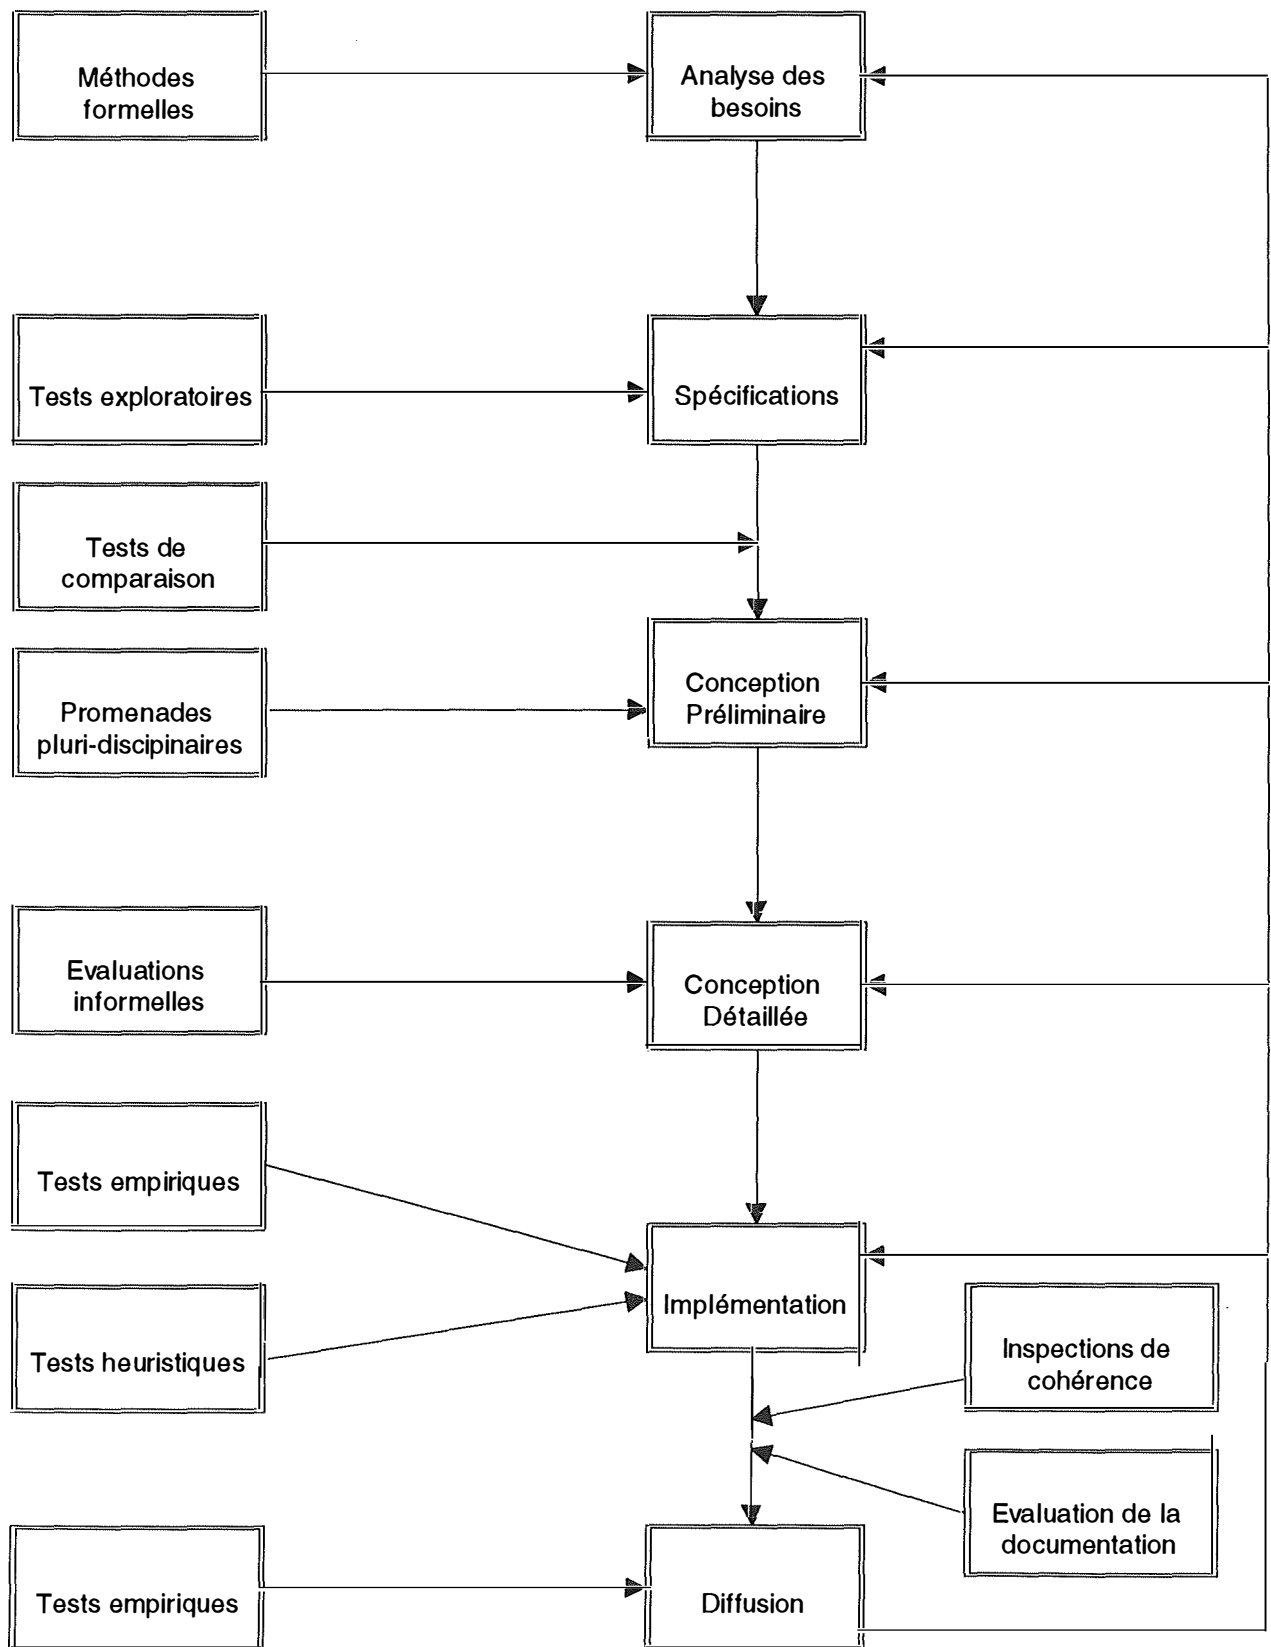 Méthodes
formelles
Analyse des
besoins
Tests exploratoires
Spécifications
Tests de
comparaison
Promenades
pluri-discipinaires
Conception
Préliminaire
Evaluations
informelles
Conception
Détaillée
Tests empiriques
Implémentation
Tests heuristiques
Inspections de
cohérence
Evaluation de la
documentation
Tests empiriques
Diffusion